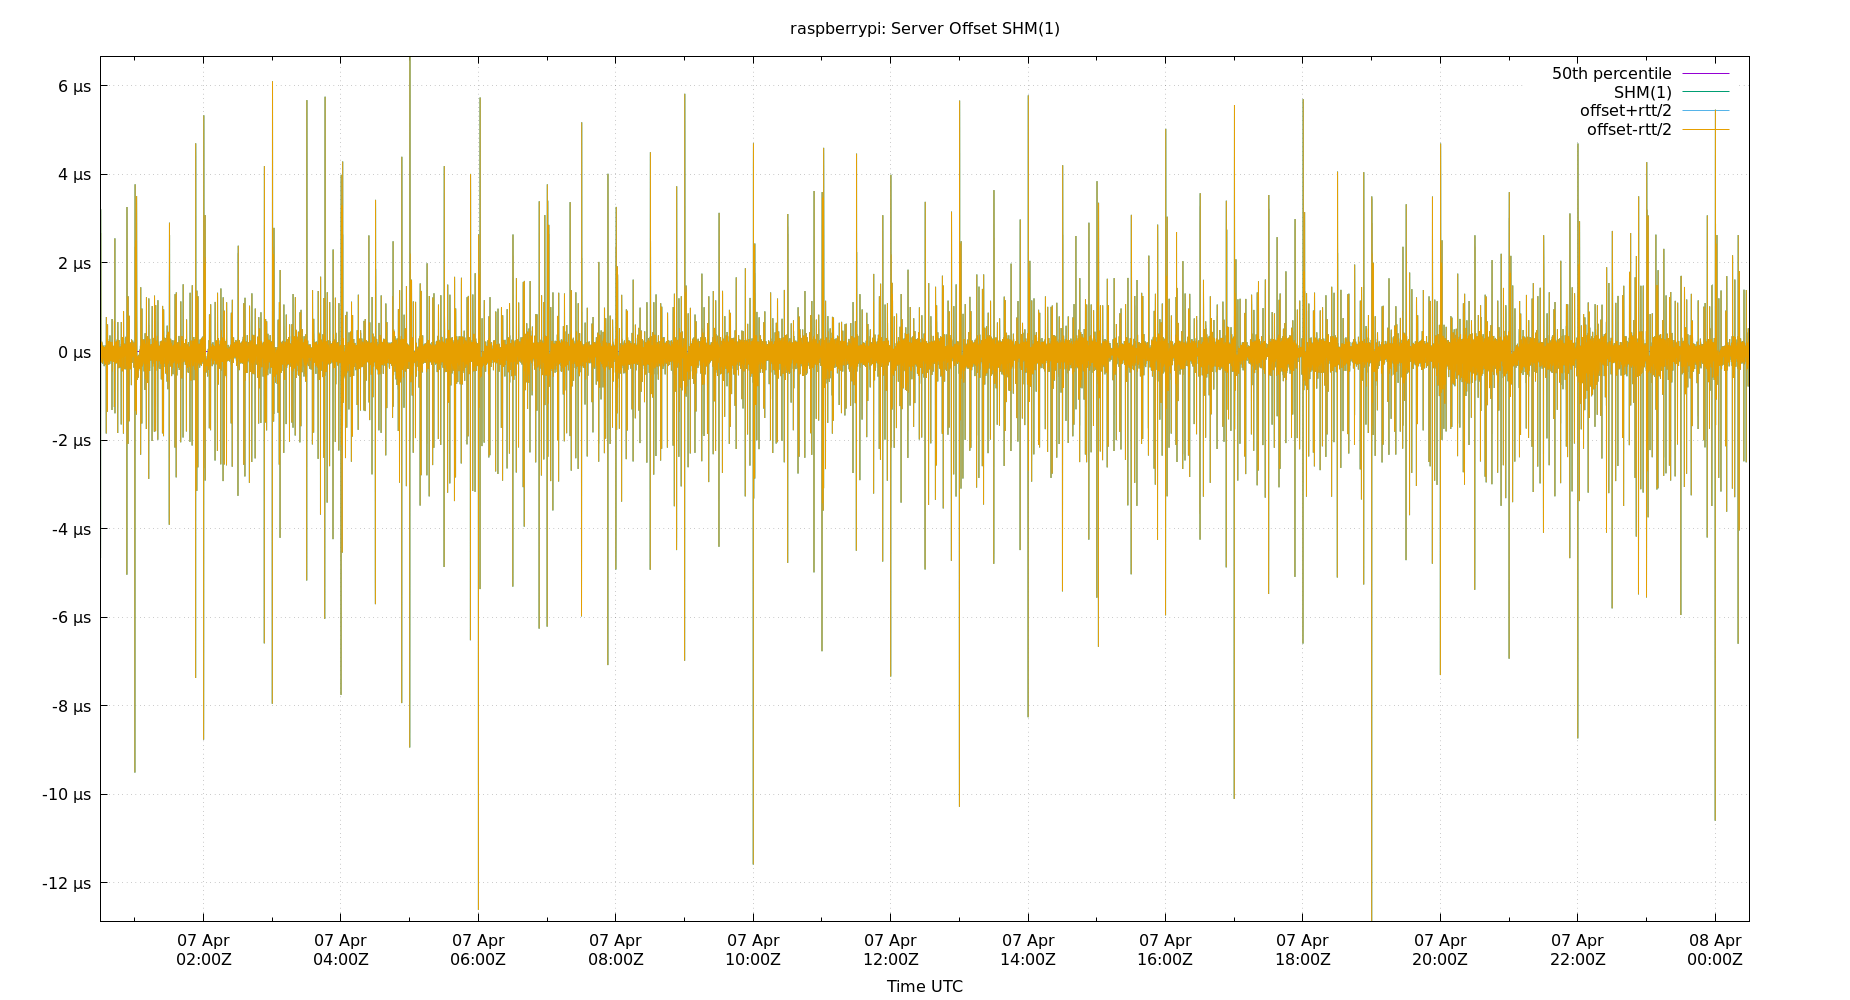 raspberrypi: Server Offset SHM(1)
50th percentile
SHM(1)
offset+rtt/2
offset-rtt/2
6 µs
4 µs
2 µs
0 µs
-2 µs
-4 µs
-6 µs
-8 µs
-10 µs
-12 µs
07 Apr 07 Apr 07 Apr 07 Apr 07 Apr 07 Apr 07 Apr 07 Apr 07 Apr 07 Apr 07 Apr 08 Apr
02:00Z 04:00Z 06:00Z 08:00Z 10:00Z 12:00Z 14:00Z 16:00Z 18:00Z 20:00Z 22:00Z 00:00Z
Time UTC